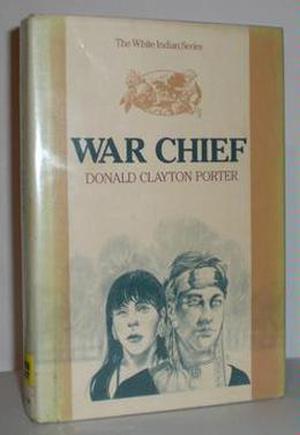 The White Indian Series
WAR CHIEF
DONALD CLAYTON PORTER